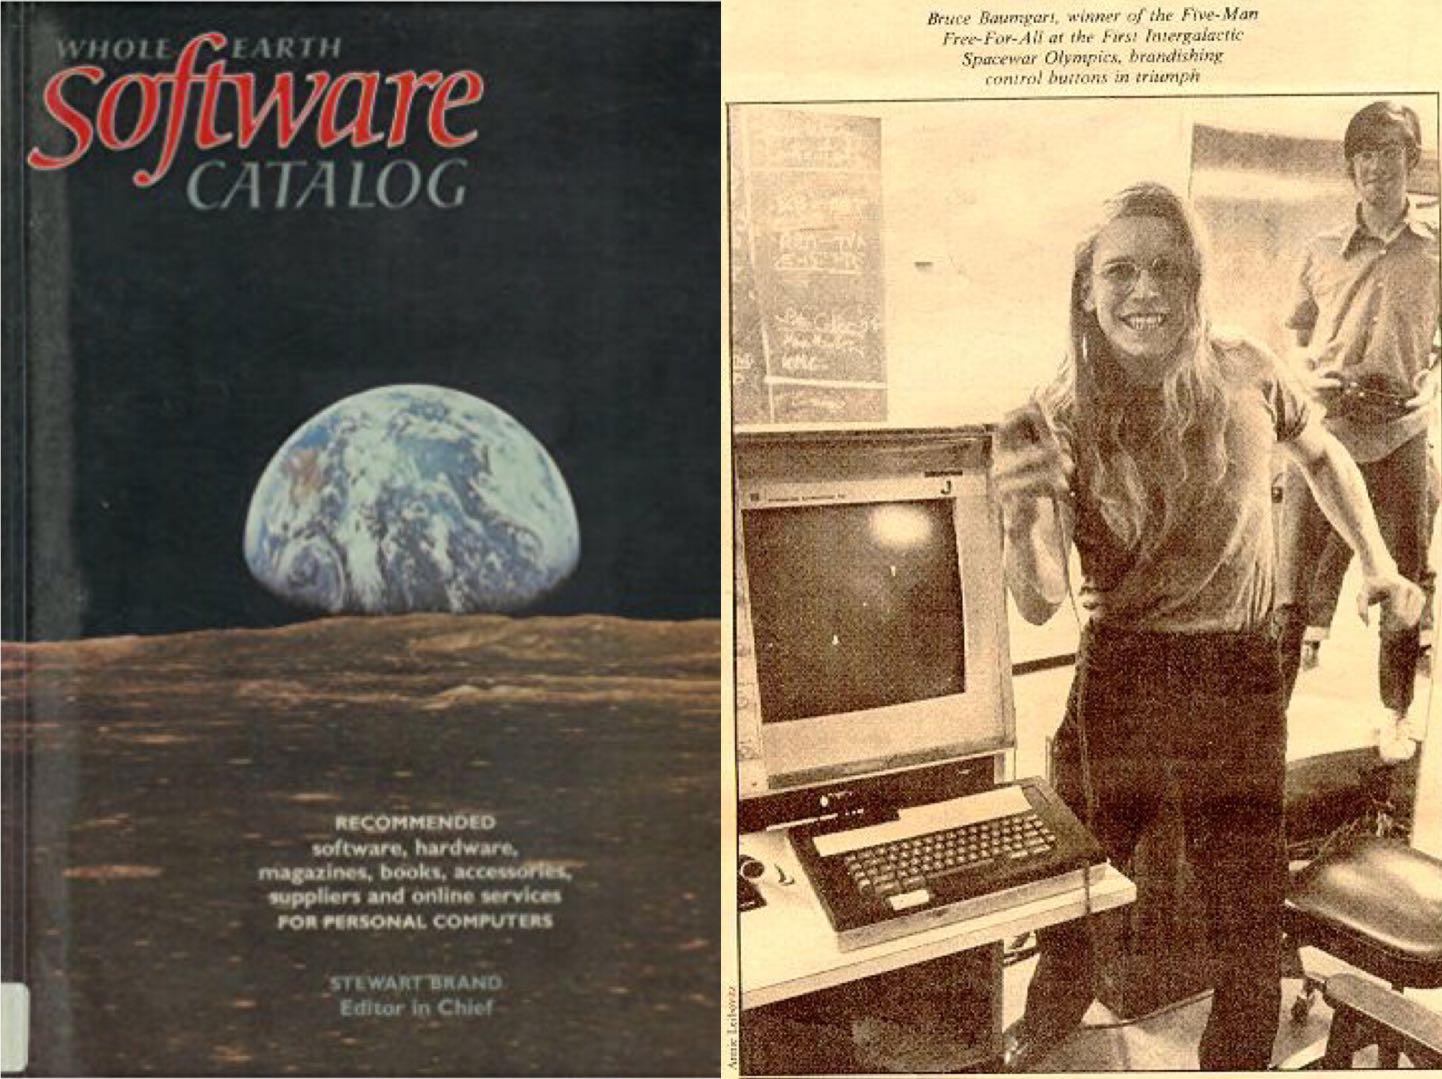 WHOLE EARTH
Software
CATALOG
RECOMMENDED
software, hardware,
magazines, books, accessories,
suppliers and online services
FOR PERSONAL COMPUTERS
STEWART BRAND
Editor in Chief
Bruce Baumgart, winner of the Five-Man
Free-For-All at the First Intergalactic
Spacewar Olympics, brandishing
control buttons in triumph
J
Annie Leibovitz